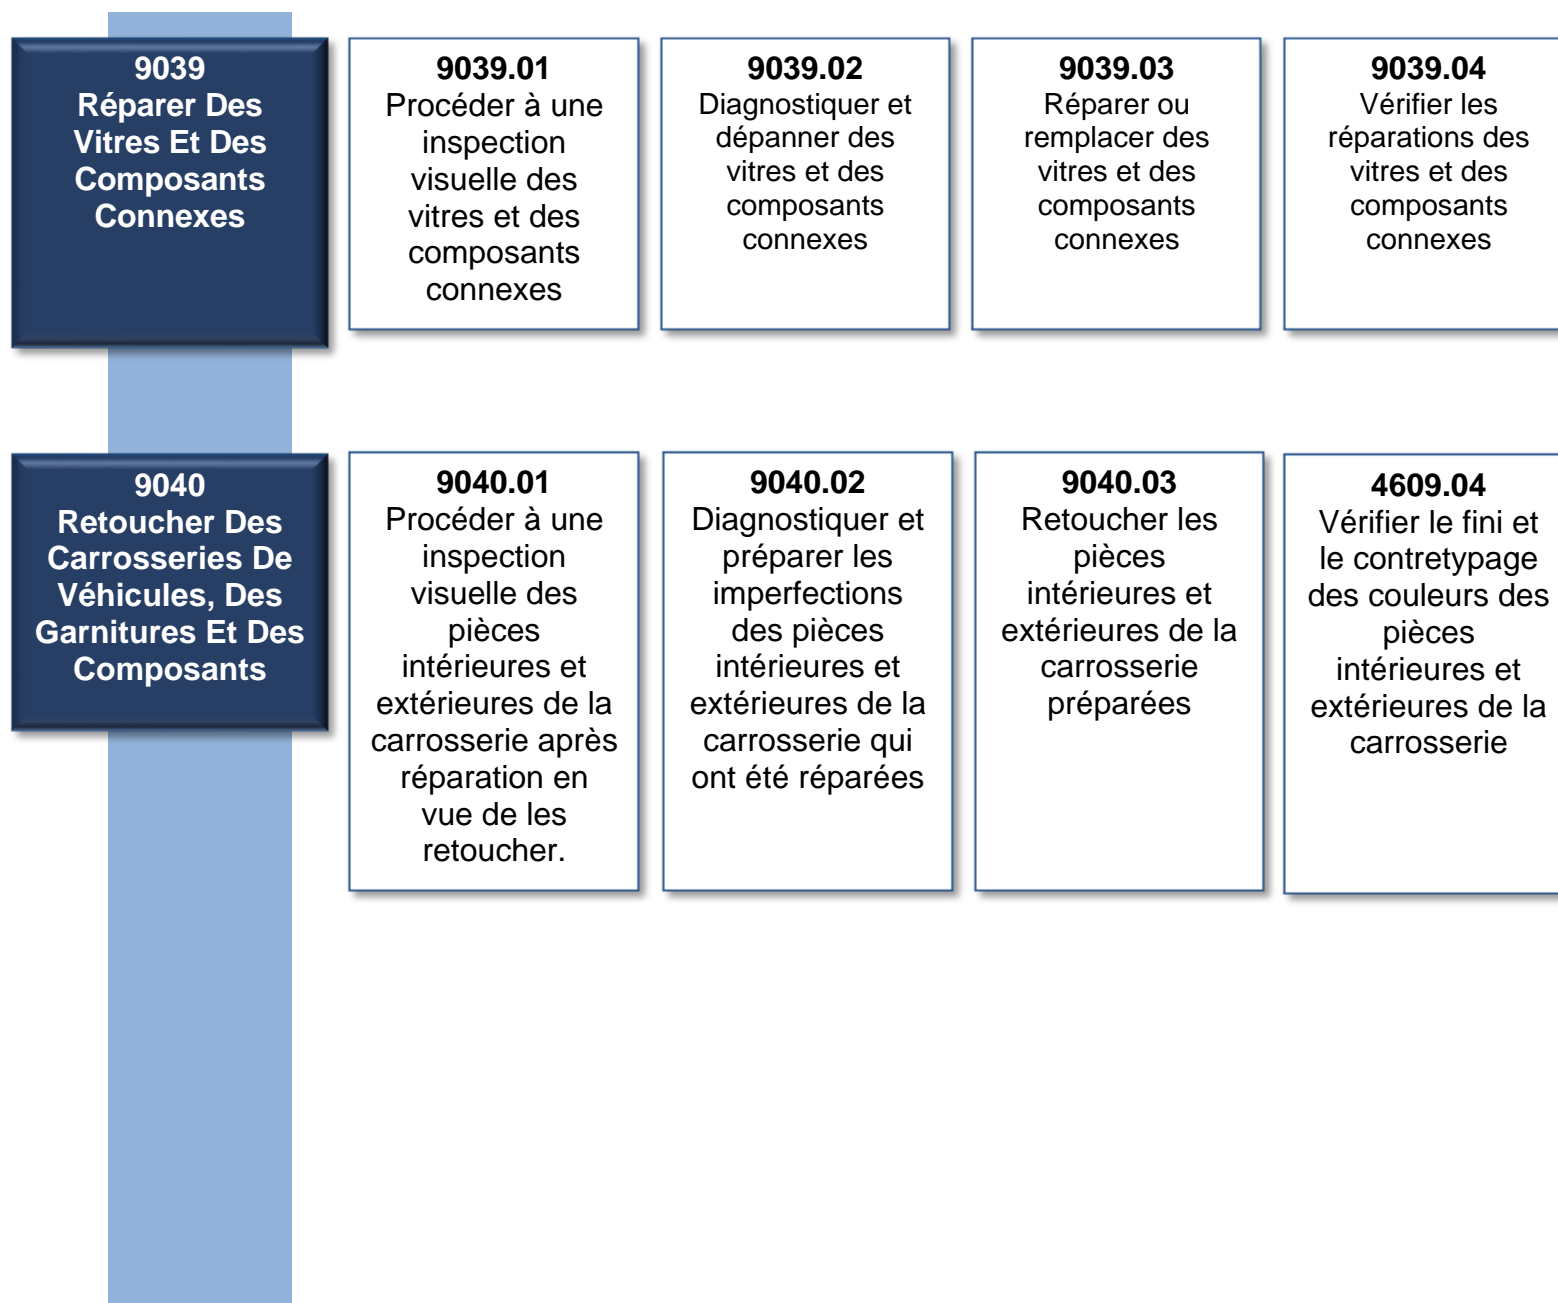 9039
Réparer Des
Vitres Et Des
Composants
Connexes
9039.01
Procéder à une
inspection
visuelle des
vitres et des
composants
connexes
9039.02
Diagnostiquer et
dépanner des
vitres et des
composants
connexes
9039.03
Réparer ou
remplacer des
vitres et des
composants
connexes
9039.04
Vérifier les
réparations des
vitres et des
composants
connexes
9040
Retoucher Des
Carrosseries De
Véhicules, Des
Garnitures Et Des
Composants
9040.01
Procéder à une
inspection
visuelle des
pièces
intérieures et
extérieures de la
carrosserie après
réparation en
vue de les
retoucher.
9040.02
Diagnostiquer et
préparer les
imperfections
des pièces
intérieures et
extérieures de la
carrosserie qui
ont été réparées
9040.03
Retoucher les
pièces
intérieures et
extérieures de la
carrosserie
préparées
4609.04
Vérifier le fini et
le contretypage
des couleurs des
pièces
intérieures et
extérieures de la
carrosserie